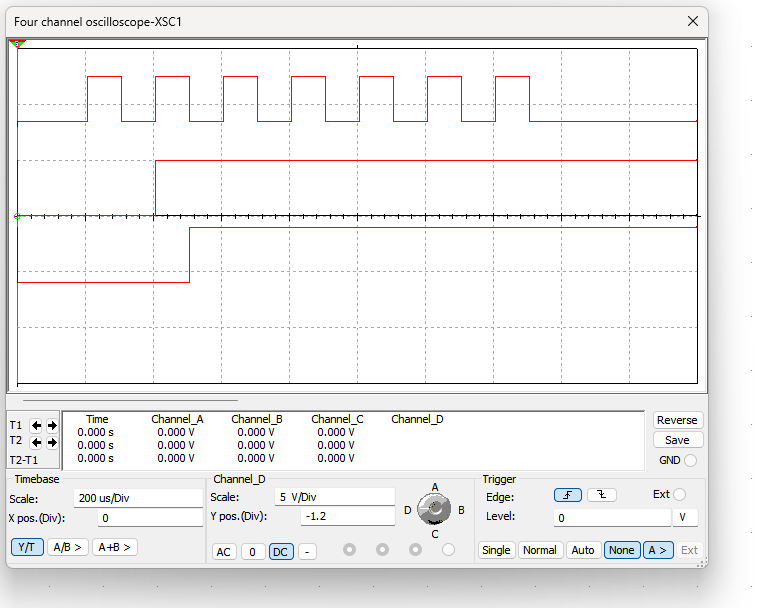 Four channel oscilloscope-XSC1
Time Channel_A Channel_B Channel_C Channel_D
T1 0.000 s 0.000 V 0.000 V 0.000 V
T2 0.000 s 0.000 V 0.000 V 0.000 V
T2-T1 0.000 s 0.000 V 0.000 V 0.000 V
Reverse
Save
GND
Timebase
Scale: 200 us/Div
X pos.(Div): 0
Y/T A/B > A+B >
Channel_D
Scale: 5 V/Div
Y pos.(Div): -1.2
AC 0 DC -
A
D B
C
Trigger
Edge: Ext
Level: 0 V
Single Normal Auto None A > Ext